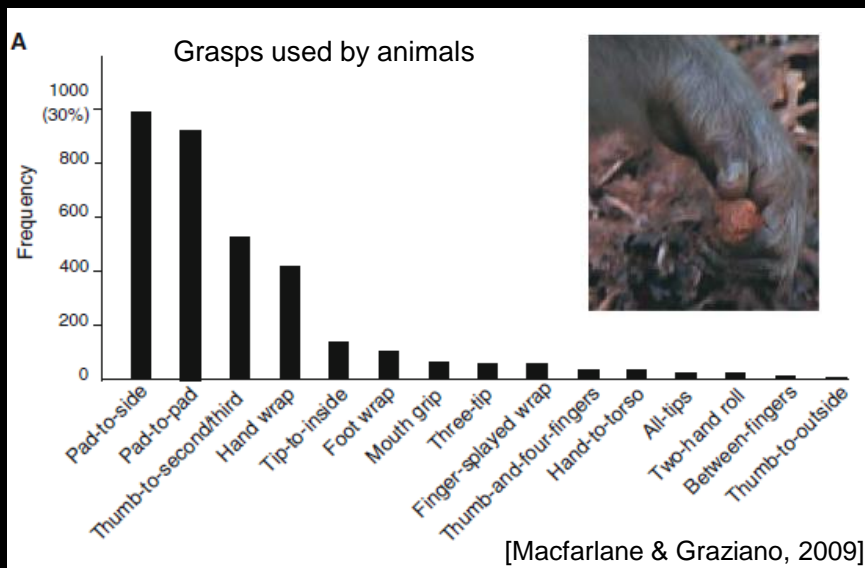 A
Grasps used by animals
1000
(30%)
800
600
400
200
0
Frequency
Pad-to-side
Pad-to-pad
Thumb-to-second/third
Hand wrap
Tip-to-inside
Foot wrap
Mouth grip
Three-tip
Finger-splayed wrap
Thumb-and-four-fingers
Hand-to-torso
All-tips
Two-hand roll
Between-fingers
Thumb-to-outside
[Macfarlane & Graziano, 2009]